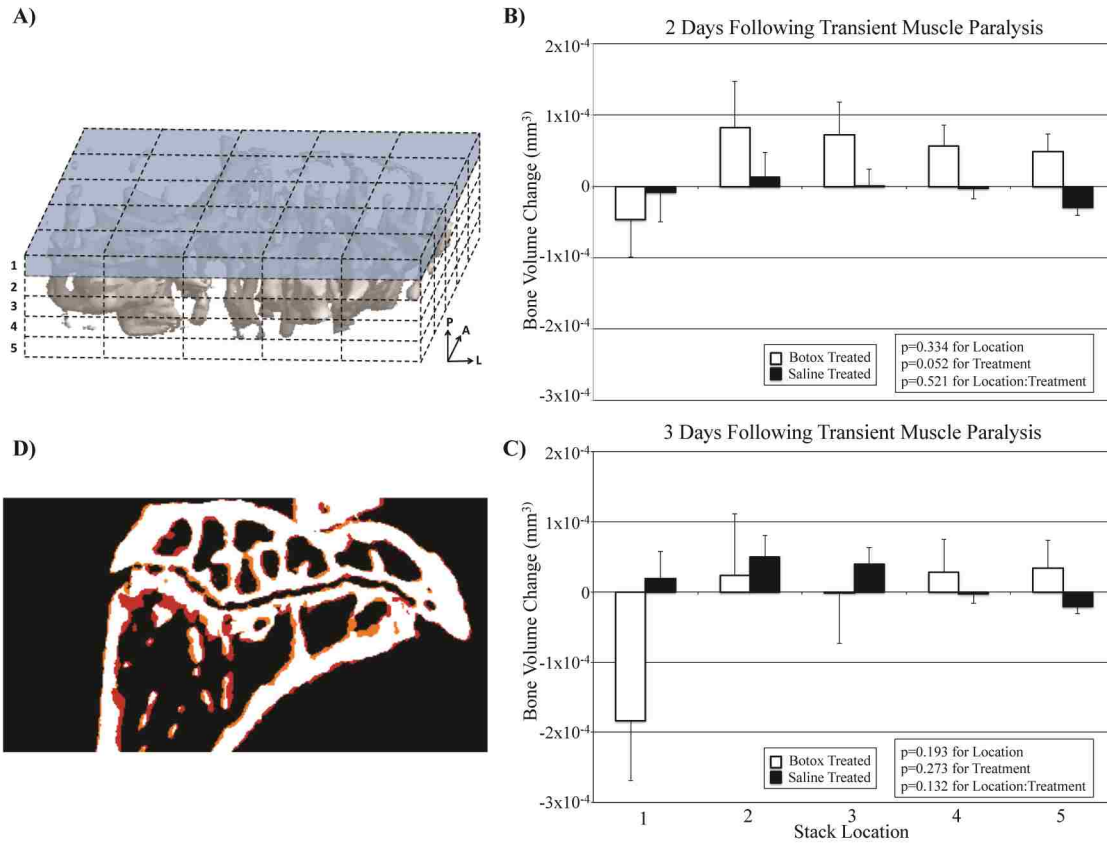 A)
1
2
3
4
5
P
A
L
B)
2 Days Following Transient Muscle Paralysis
Bone Volume Change (mm³)
2x10⁻⁴
1x10⁻⁴
0
-1x10⁻⁴
-2x10⁻⁴
-3x10⁻⁴
Botox Treated
Saline Treated
p=0.334 for Location
p=0.052 for Treatment
p=0.521 for Location:Treatment
D)
C)
3 Days Following Transient Muscle Paralysis
Bone Volume Change (mm³)
2x10⁻⁴
1x10⁻⁴
0
-1x10⁻⁴
-2x10⁻⁴
-3x10⁻⁴
Botox Treated
Saline Treated
p=0.193 for Location
p=0.273 for Treatment
p=0.132 for Location:Treatment
1 2 3 4 5
Stack Location